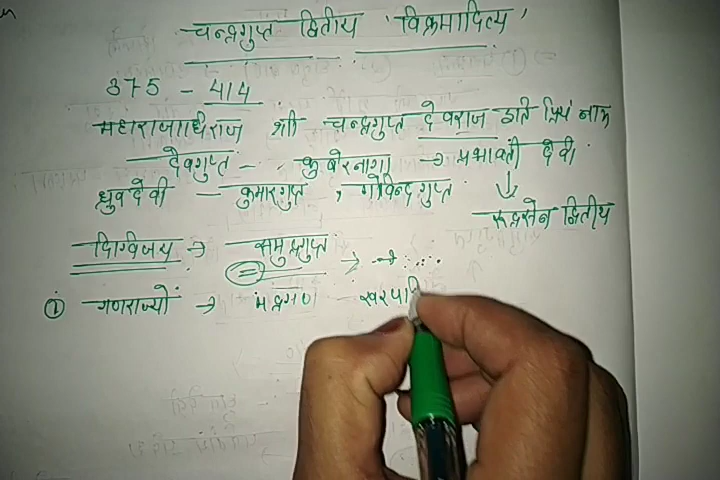 चन्द्रगुप्त द्वितीय 'विक्रमादित्य'
375 - 414
महाराजाधिराज श्री चन्द्रगुप्त देवराज इति प्रियं नाम
देवगुप्त - कुबेरनागा → प्रभावती देवी
ध्रुवदेवी - कुमारगुप्त, गोविन्दगुप्त ↓
रूद्रसेन द्वितीय
दिग्विजय → समुद्रगुप्त
① गणराज्यों → मद्रगण खरपा